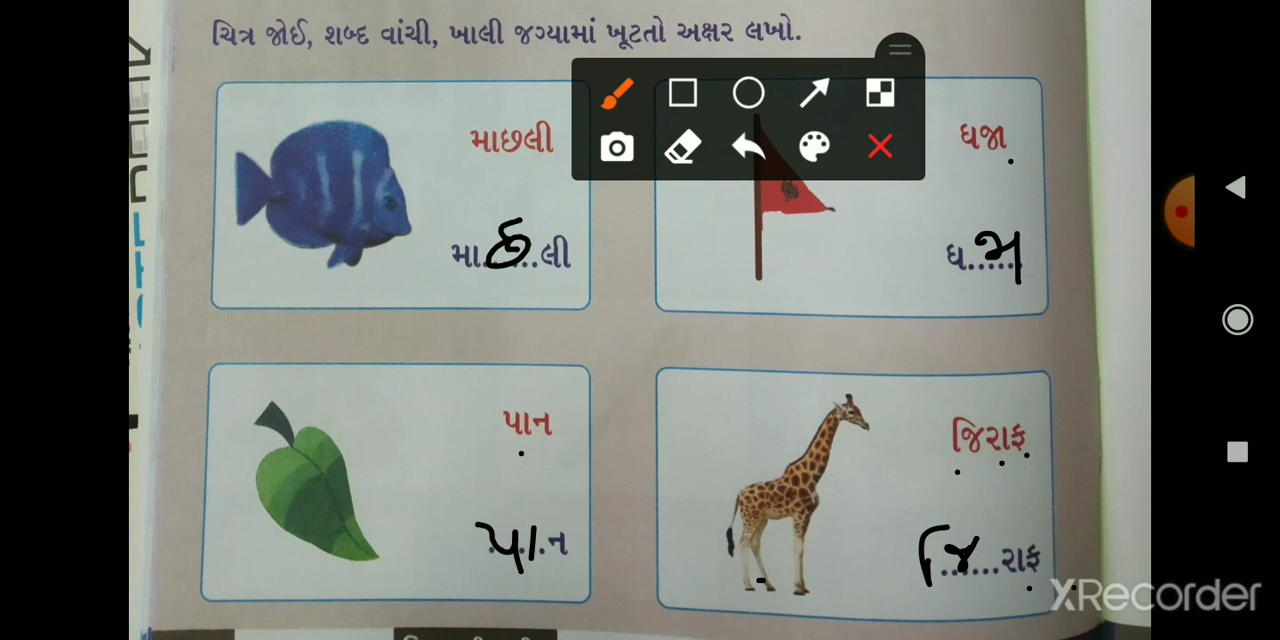 ચિત્ર જોઈ, શબ્દ વાંચી, ખાલી જગ્યામાં ખૂટતો અક્ષર લખો.
માછલી
મા..છ..લી
ધજા
ધ......જા
પાન
પા...ન
જિરાફ
જિ......રાફ
XRecorder